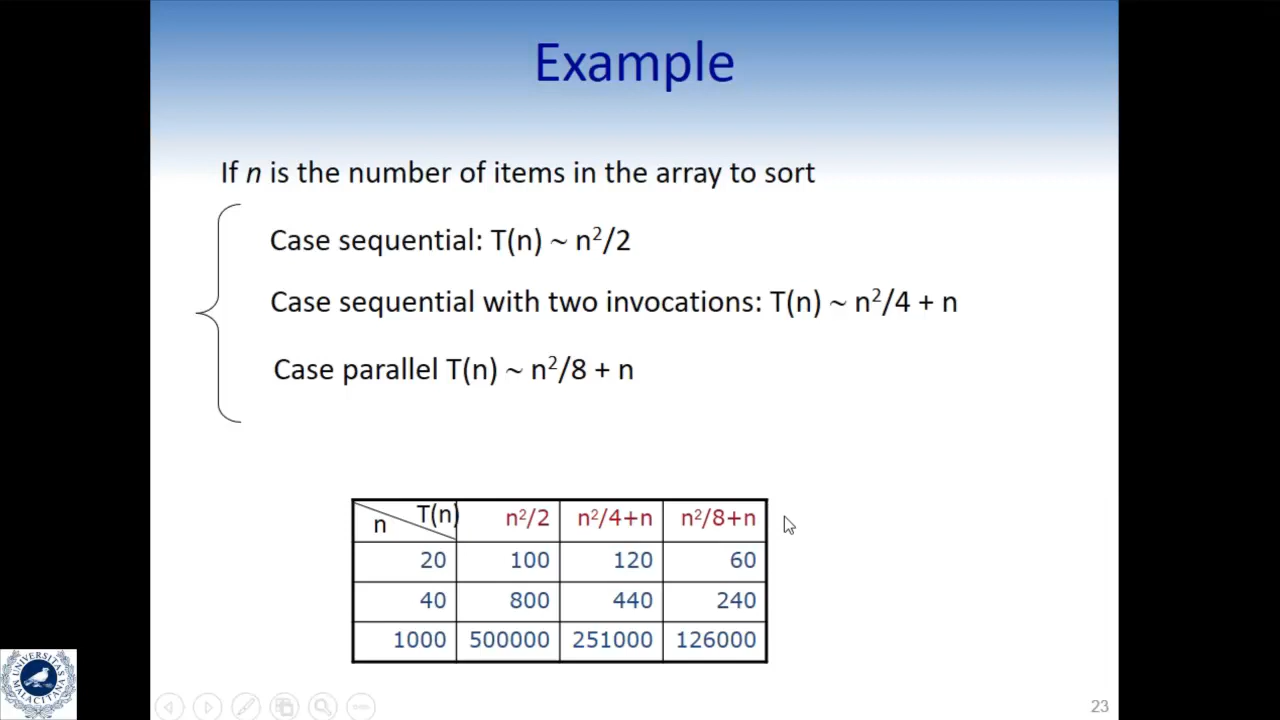 Example
If n is the number of items in the array to sort
Case sequential: T(n) ~ n²/2
Case sequential with two invocations: T(n) ~ n²/4 + n
Case parallel T(n) ~ n²/8 + n
n T(n) n²/2 n²/4+n n²/8+n
20 100 120 60
40 800 440 240
1000 500000 251000 126000
UNIVERSITAS MALACITANA
23